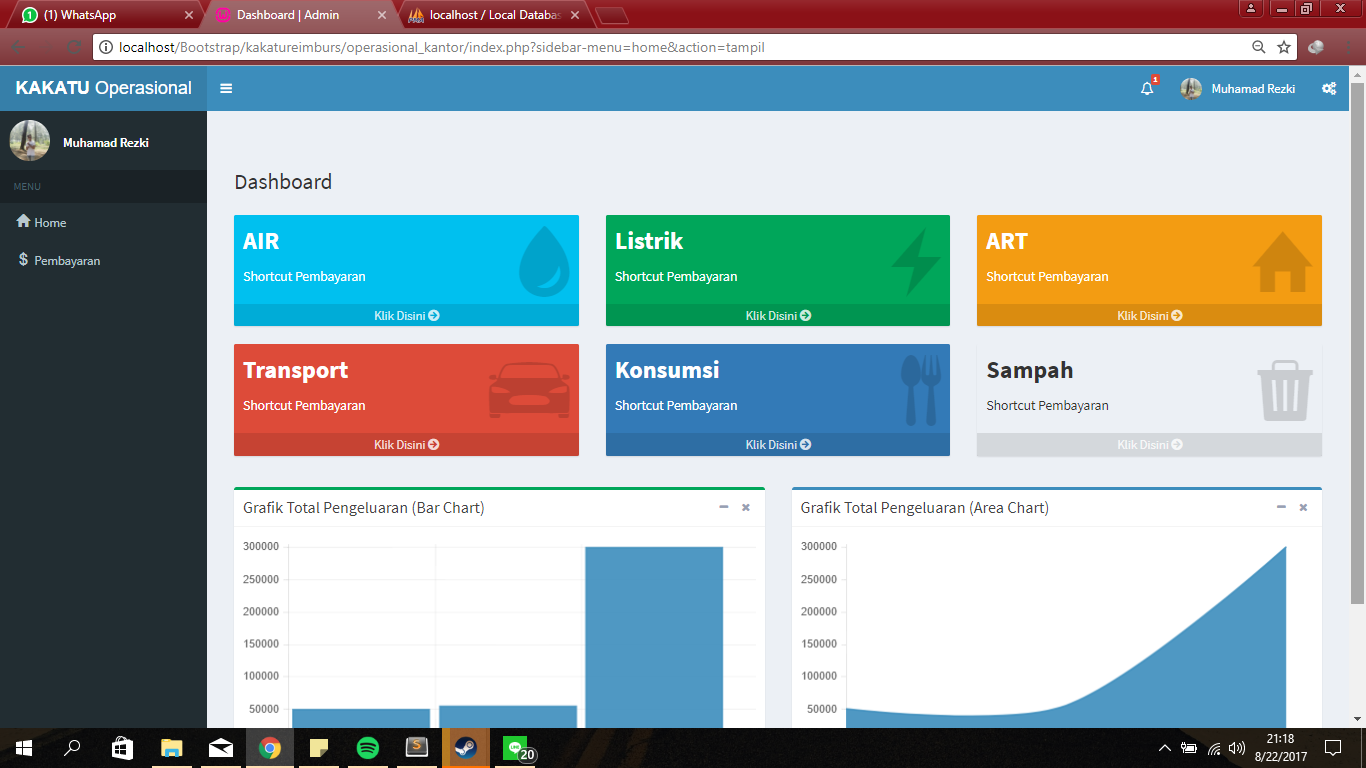 (1) WhatsApp
Dashboard | Admin
localhost / Local Databas
localhost/Bootstrap/kakatureimburs/operasional_kantor/index.php?sidebar-menu=home&action=tampil
KAKATU Operasional
1
Muhamad Rezki
Muhamad Rezki
MENU
Home
Pembayaran
Dashboard
AIR
Shortcut Pembayaran
Klik Disini
Listrik
Shortcut Pembayaran
Klik Disini
ART
Shortcut Pembayaran
Klik Disini
Transport
Shortcut Pembayaran
Klik Disini
Konsumsi
Shortcut Pembayaran
Klik Disini
Sampah
Shortcut Pembayaran
Klik Disini
Grafik Total Pengeluaran (Bar Chart)
300000
250000
200000
150000
100000
50000
Grafik Total Pengeluaran (Area Chart)
300000
250000
200000
150000
100000
50000
20
21:18
8/22/2017